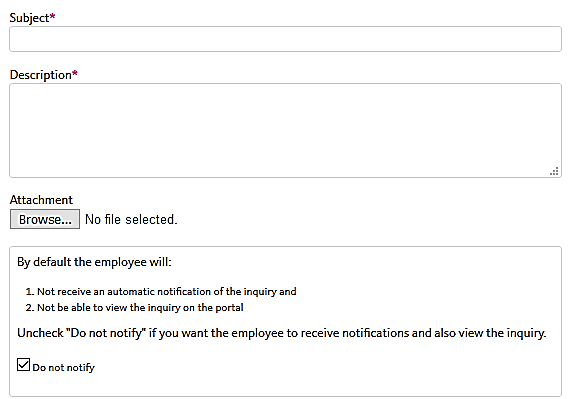 Subject*
Description*
Attachment
Browse... No file selected.
By default the employee will:
1. Not receive an automatic notification of the inquiry and
2. Not be able to view the inquiry on the portal
Uncheck "Do not notify" if you want the employee to receive notifications and also view the inquiry.
Do not notify